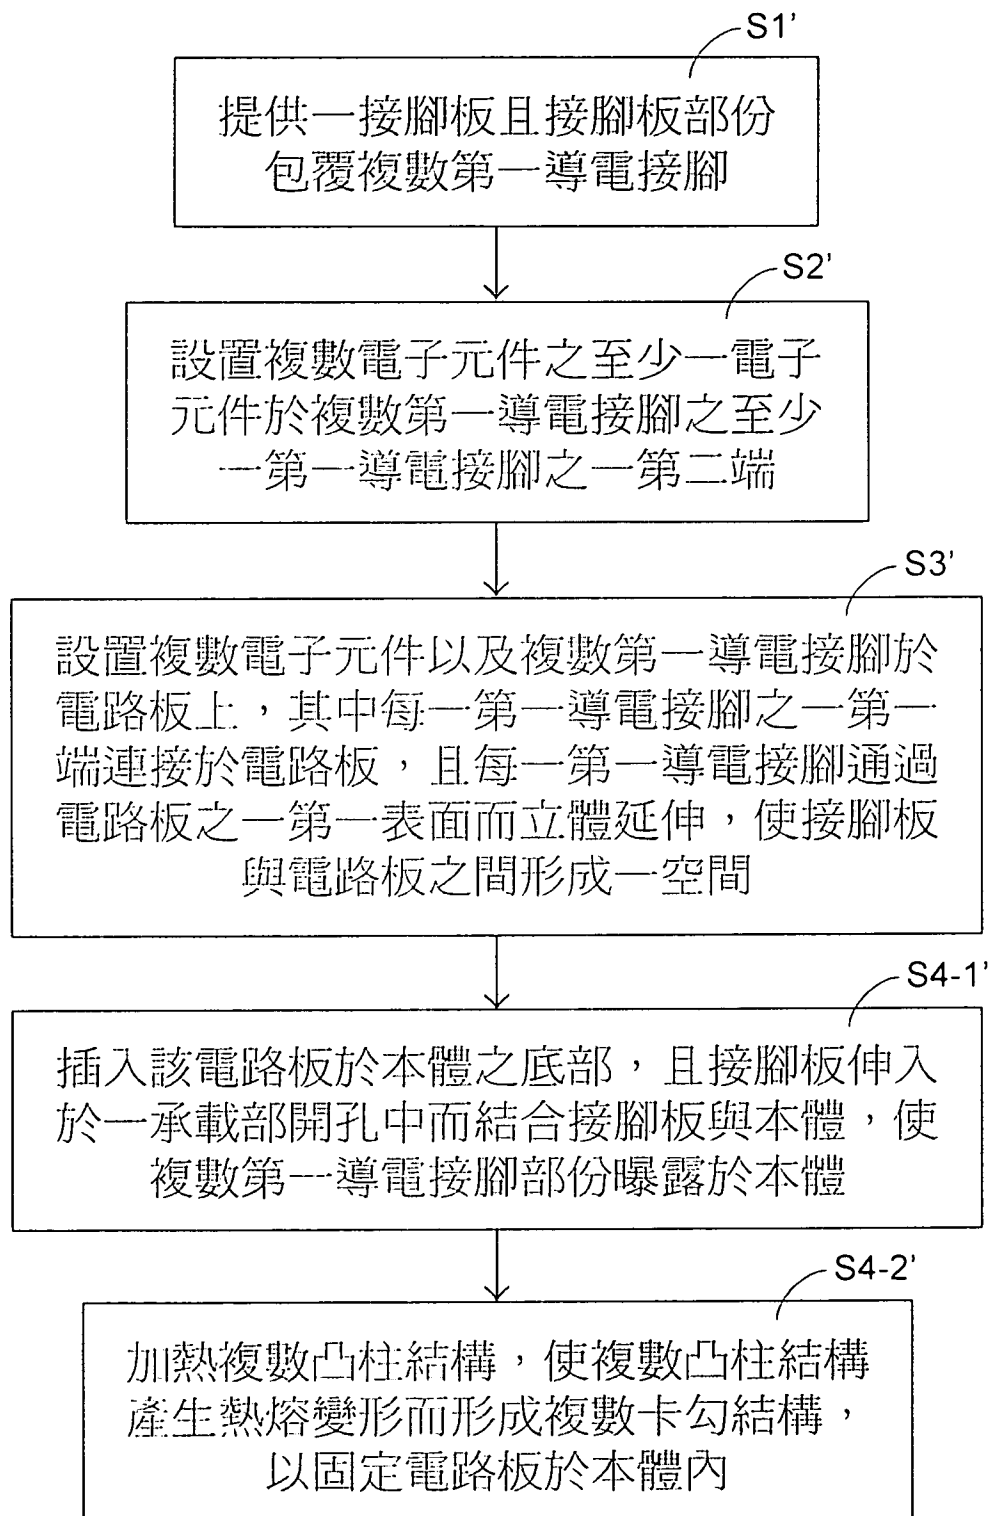 S1’
提供一接腳板且接腳板部份
包覆複數第一導電接腳
S2’
設置複數電子元件之至少一電子
元件於複數第一導電接腳之至少
一第一導電接腳之一第二端
S3’
設置複數電子元件以及複數第一導電接腳於
電路板上，其中每一第一導電接腳之一第一
端連接於電路板，且每一第一導電接腳通過
電路板之一第一表面而立體延伸，使接腳板
與電路板之間形成一空間
S4-1’
插入該電路板於本體之底部，且接腳板伸入
於一承載部開孔中而結合接腳板與本體，使
複數第一導電接腳部份曝露於本體
S4-2’
加熱複數凸柱結構，使複數凸柱結構
產生熱熔變形而形成複數卡勾結構，
以固定電路板於本體內